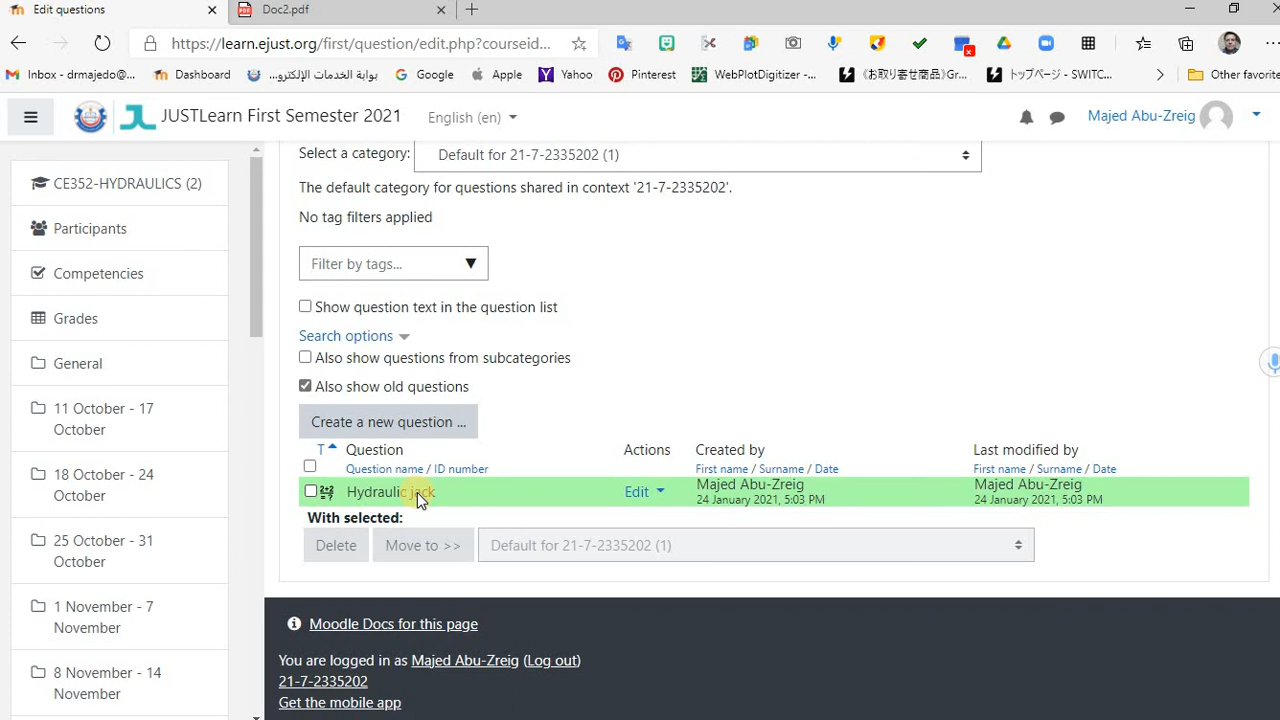 Edit questions
Doc2.pdf
https://learn.ejust.org/first/question/edit.php?courseid...
Inbox - drmajedo@...
Dashboard
بوابة الخدمات الإلكترو...
Google
Apple
Yahoo
Pinterest
WebPlotDigitizer -...
《お取り寄せ商品》Gr...
トップページ - SWITC...
Other favorite
JUSTLearn First Semester 2021
English (en)
Majed Abu-Zreig
CE352-HYDRAULICS (2)
Participants
Competencies
Grades
General
11 October - 17
October
18 October - 24
October
25 October - 31
October
1 November - 7
November
8 November - 14
November
Select a category:
Default for 21-7-2335202 (1)
The default category for questions shared in context '21-7-2335202'.
No tag filters applied
Filter by tags...
Show question text in the question list
Search options
Also show questions from subcategories
Also show old questions
Create a new question ...
T Question Actions Created by Last modified by
Question name / ID number First name / Surname / Date First name / Surname / Date
Hydraulic jack Edit Majed Abu-Zreig Majed Abu-Zreig
24 January 2021, 5:03 PM 24 January 2021, 5:03 PM
With selected:
Delete Move to >> Default for 21-7-2335202 (1)
Moodle Docs for this page
You are logged in as Majed Abu-Zreig (Log out)
21-7-2335202
Get the mobile app